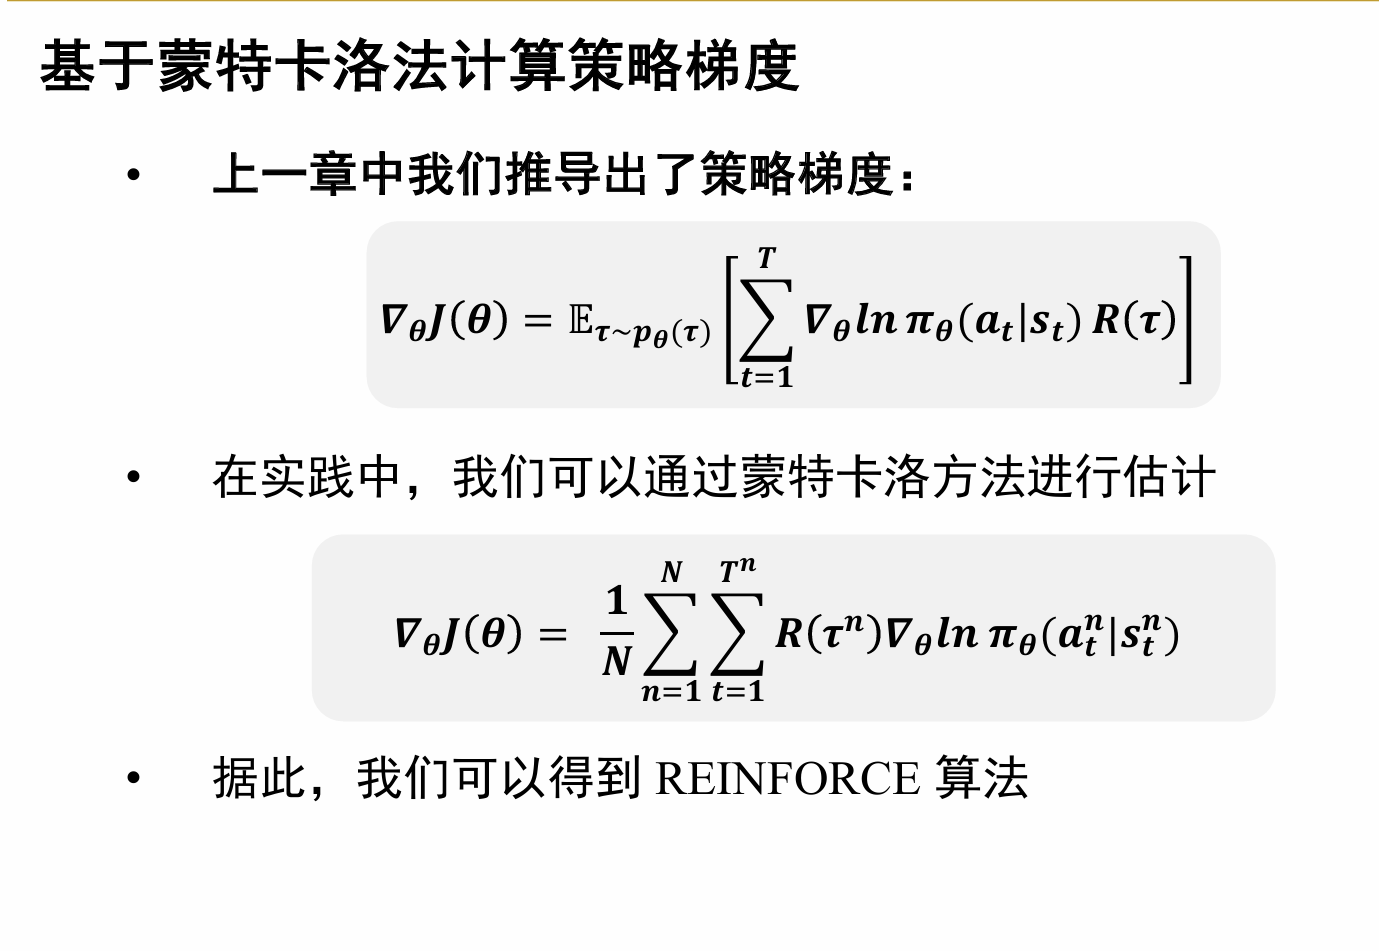 基于蒙特卡洛法计算策略梯度
• 上一章中我们推导出了策略梯度：
$\nabla_\theta J(\theta) = \mathbb{E}_{\tau \sim p_\theta(\tau)} \left[ \sum_{t=1}^{T} \nabla_\theta ln\, \pi_\theta(a_t|s_t) R(\tau) \right]$
• 在实践中，我们可以通过蒙特卡洛方法进行估计
$\nabla_\theta J(\theta) = \frac{1}{N} \sum_{n=1}^{N} \sum_{t=1}^{T^n} R(\tau^n) \nabla_\theta ln\, \pi_\theta(a_t^n|s_t^n)$
• 据此，我们可以得到 REINFORCE 算法